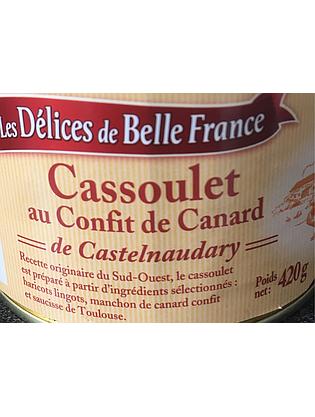 Les Délices de Belle France
Cassoulet
au Confit de Canard
de Castelnaudary
Recette originaire du Sud-Ouest, le cassoulet
est préparé à partir d'ingrédients sélectionnés :
haricots lingots, manchon de canard confit
et saucisse de Toulouse.
Poids
net: 420g